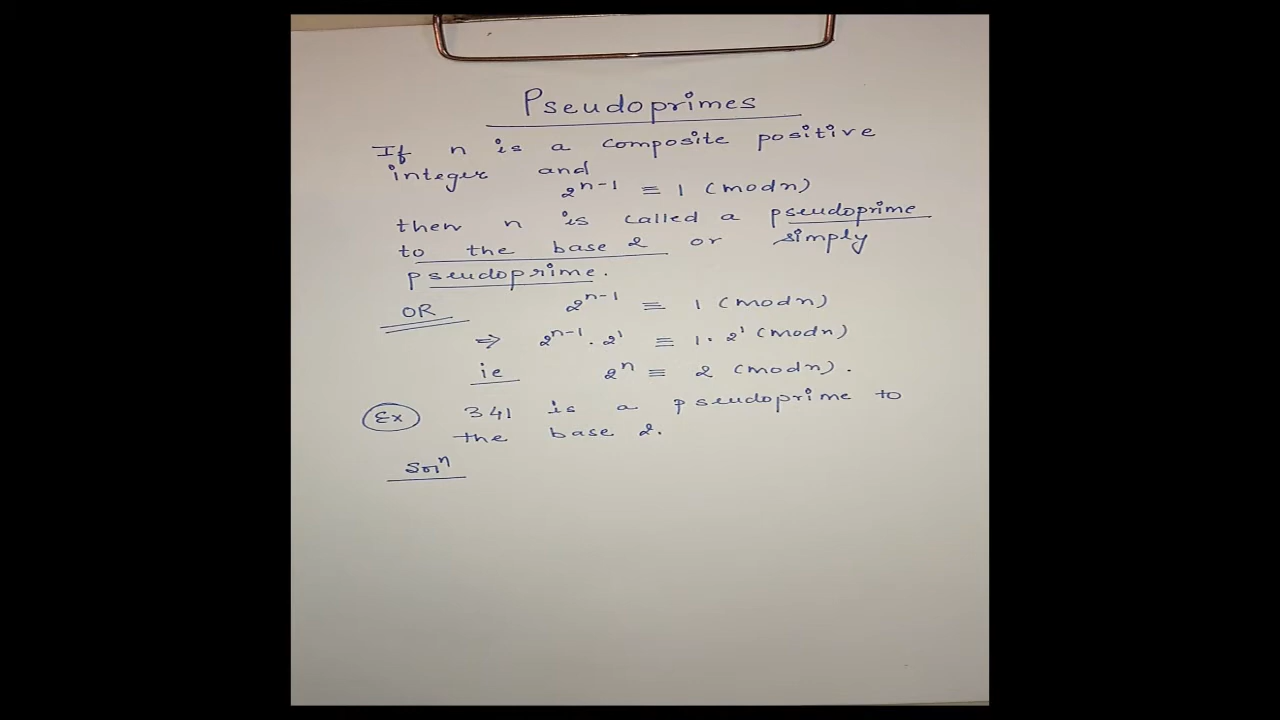 Pseudoprimes
If n is a composite positive
integer and
2^{n-1} ≡ 1 (mod n)
then n is called a pseudoprime
to the base 2 or simply
pseudoprime.
OR 2^{n-1} ≡ 1 (mod n)
⇒ 2^{n-1} . 2^1 ≡ 1 . 2^1 (mod n)
ie 2^n ≡ 2 (mod n).
Ex 341 is a pseudoprime to
the base 2.
Sol^n